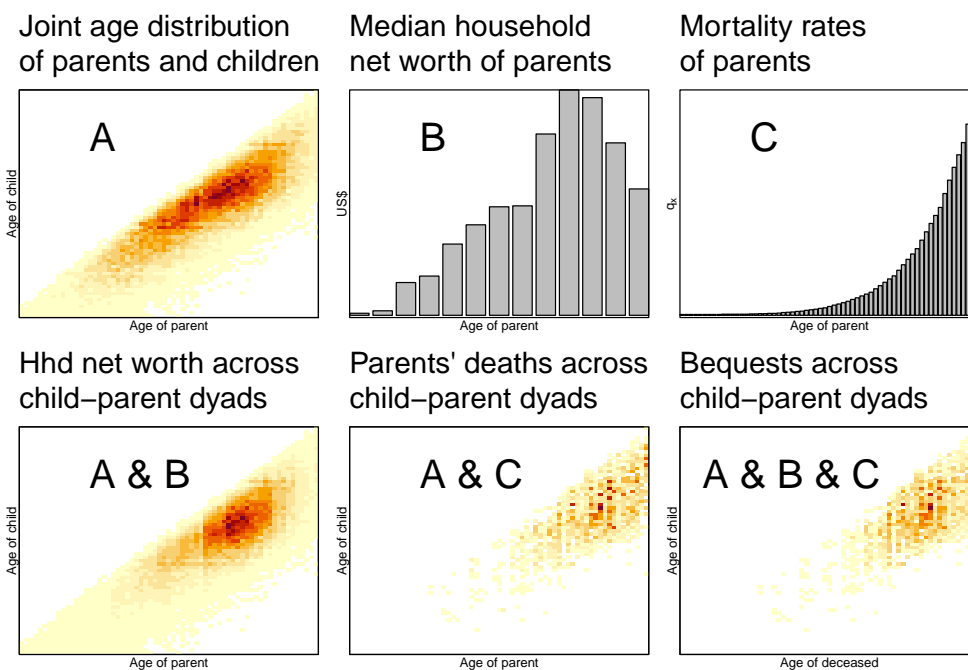 Joint age distribution
of parents and children
A
Age of child
Age of parent
Median household
net worth of parents
B
US$
Age of parent
Mortality rates
of parents
C
qx
Age of parent
Hhd net worth across
child−parent dyads
A & B
Age of child
Age of parent
Parents' deaths across
child−parent dyads
A & C
Age of child
Age of parent
Bequests across
child−parent dyads
A & B & C
Age of child
Age of deceased